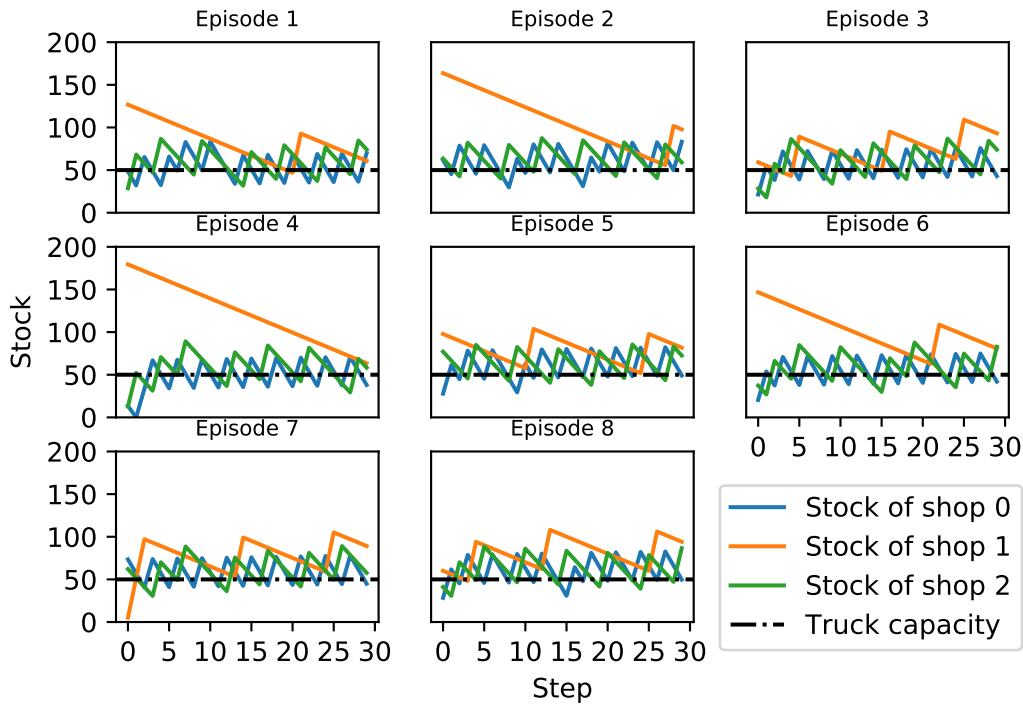 Episode 1
Episode 2
Episode 3
200
150
100
50
0
Episode 4
Episode 5
Episode 6
200
150
100
50
0
Stock
0 5 10 15 20 25 30
Episode 7
Episode 8
200
150
100
50
0
0 5 10 15 20 25 30
0 5 10 15 20 25 30
Step
Stock of shop 0
Stock of shop 1
Stock of shop 2
Truck capacity